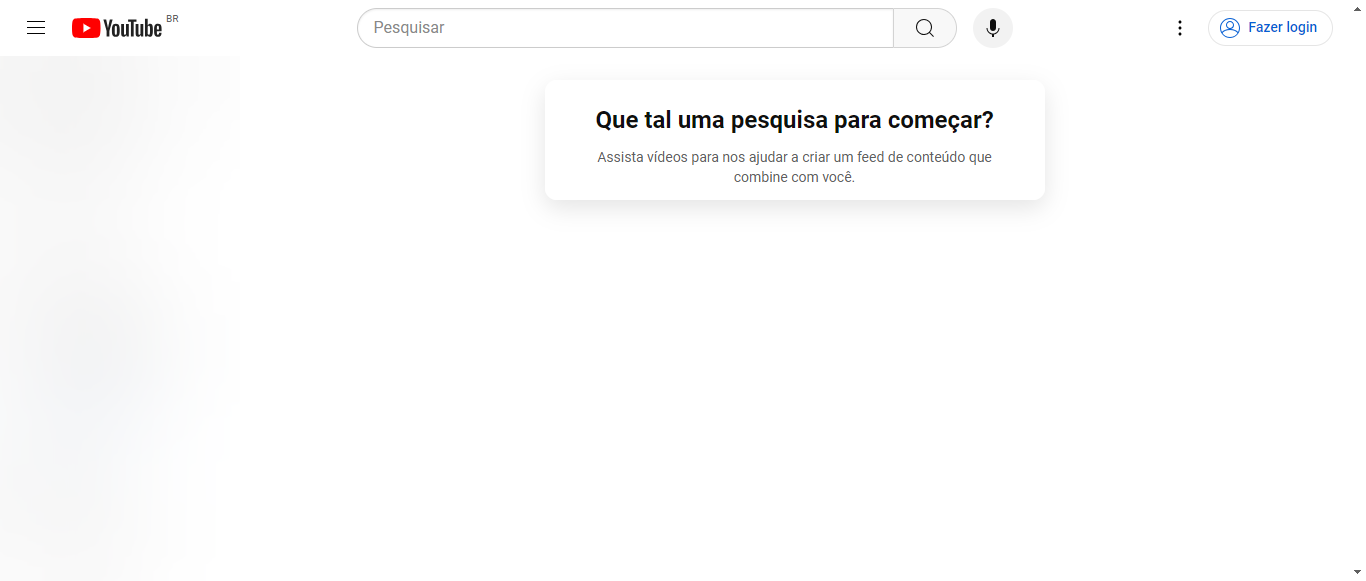 YouTube BR
Pesquisar
Fazer login
Que tal uma pesquisa para começar?
Assista vídeos para nos ajudar a criar um feed de conteúdo que
combine com você.